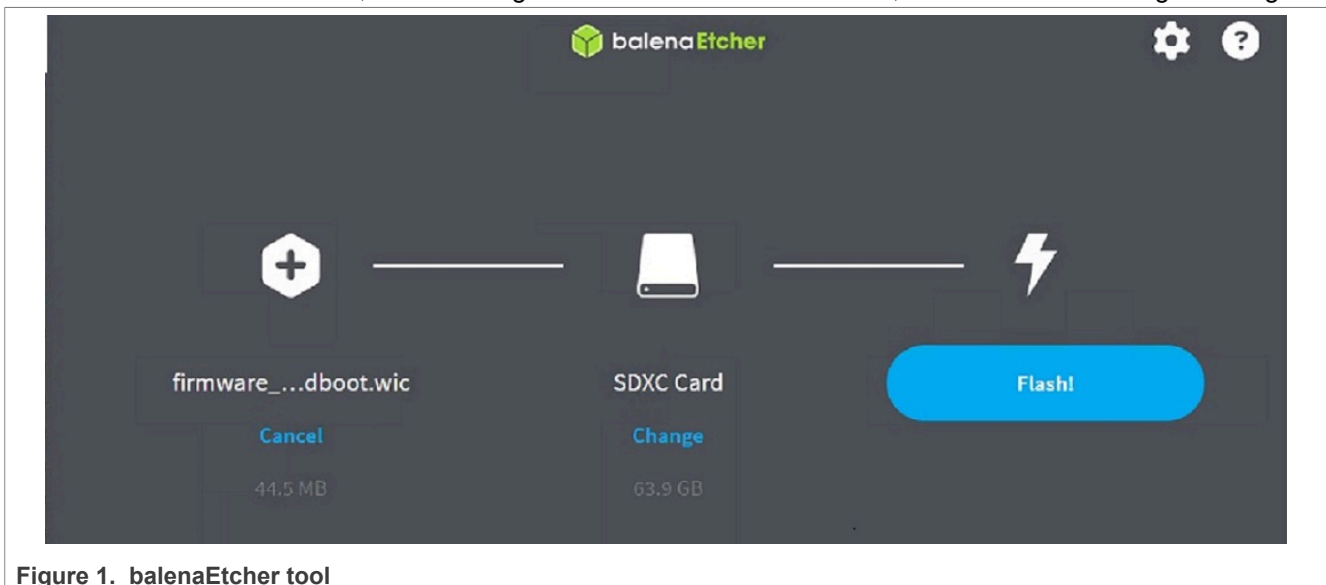 balenaEtcher
?
firmware_...dboot.wic
SDXC Card
Flash!
Cancel
Change
44.5 MB
63.9 GB
Figure 1. balenaEtcher tool